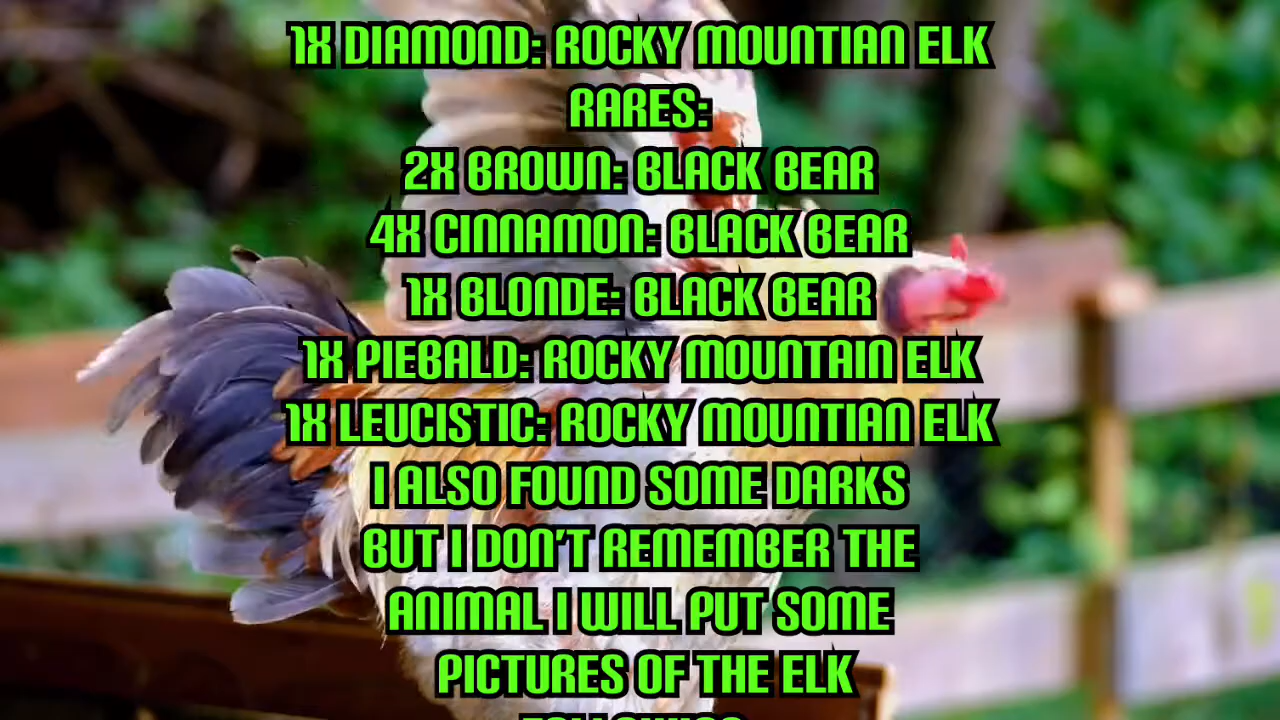 1X DIAMOND: ROCKY MOUNTIAN ELK
RARES:
2X BROWN: BLACK BEAR
4X CINNAMON: BLACK BEAR
1X BLONDE: BLACK BEAR
1X PIEBALD: ROCKY MOUNTAIN ELK
1X LEUCISTIC: ROCKY MOUNTIAN ELK
I ALSO FOUND SOME DARKS
BUT I DON'T REMEMBER THE
ANIMAL I WILL PUT SOME
PICTURES OF THE ELK